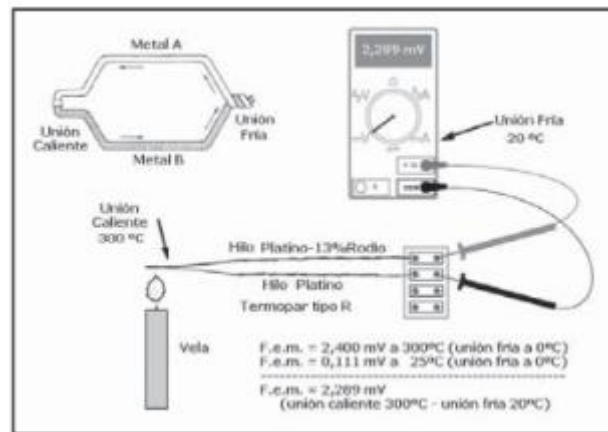 Metal A
Unión
Caliente
Metal B
Unión
Fría
2,289 mV
Unión Fría
20 ºC
Unión
Caliente
300 ºC
Hilo Platino-13%Rodio
Hilo Platino
Termopar tipo R
Vela
F.e.m. = 2,400 mV a 300ºC (unión fría a 0ºC)
F.e.m. = 0,111 mV a 25ºC (unión fría a 0ºC)
F.e.m. = 2,289 mV
(unión caliente 300ºC - unión fría 20ºC)